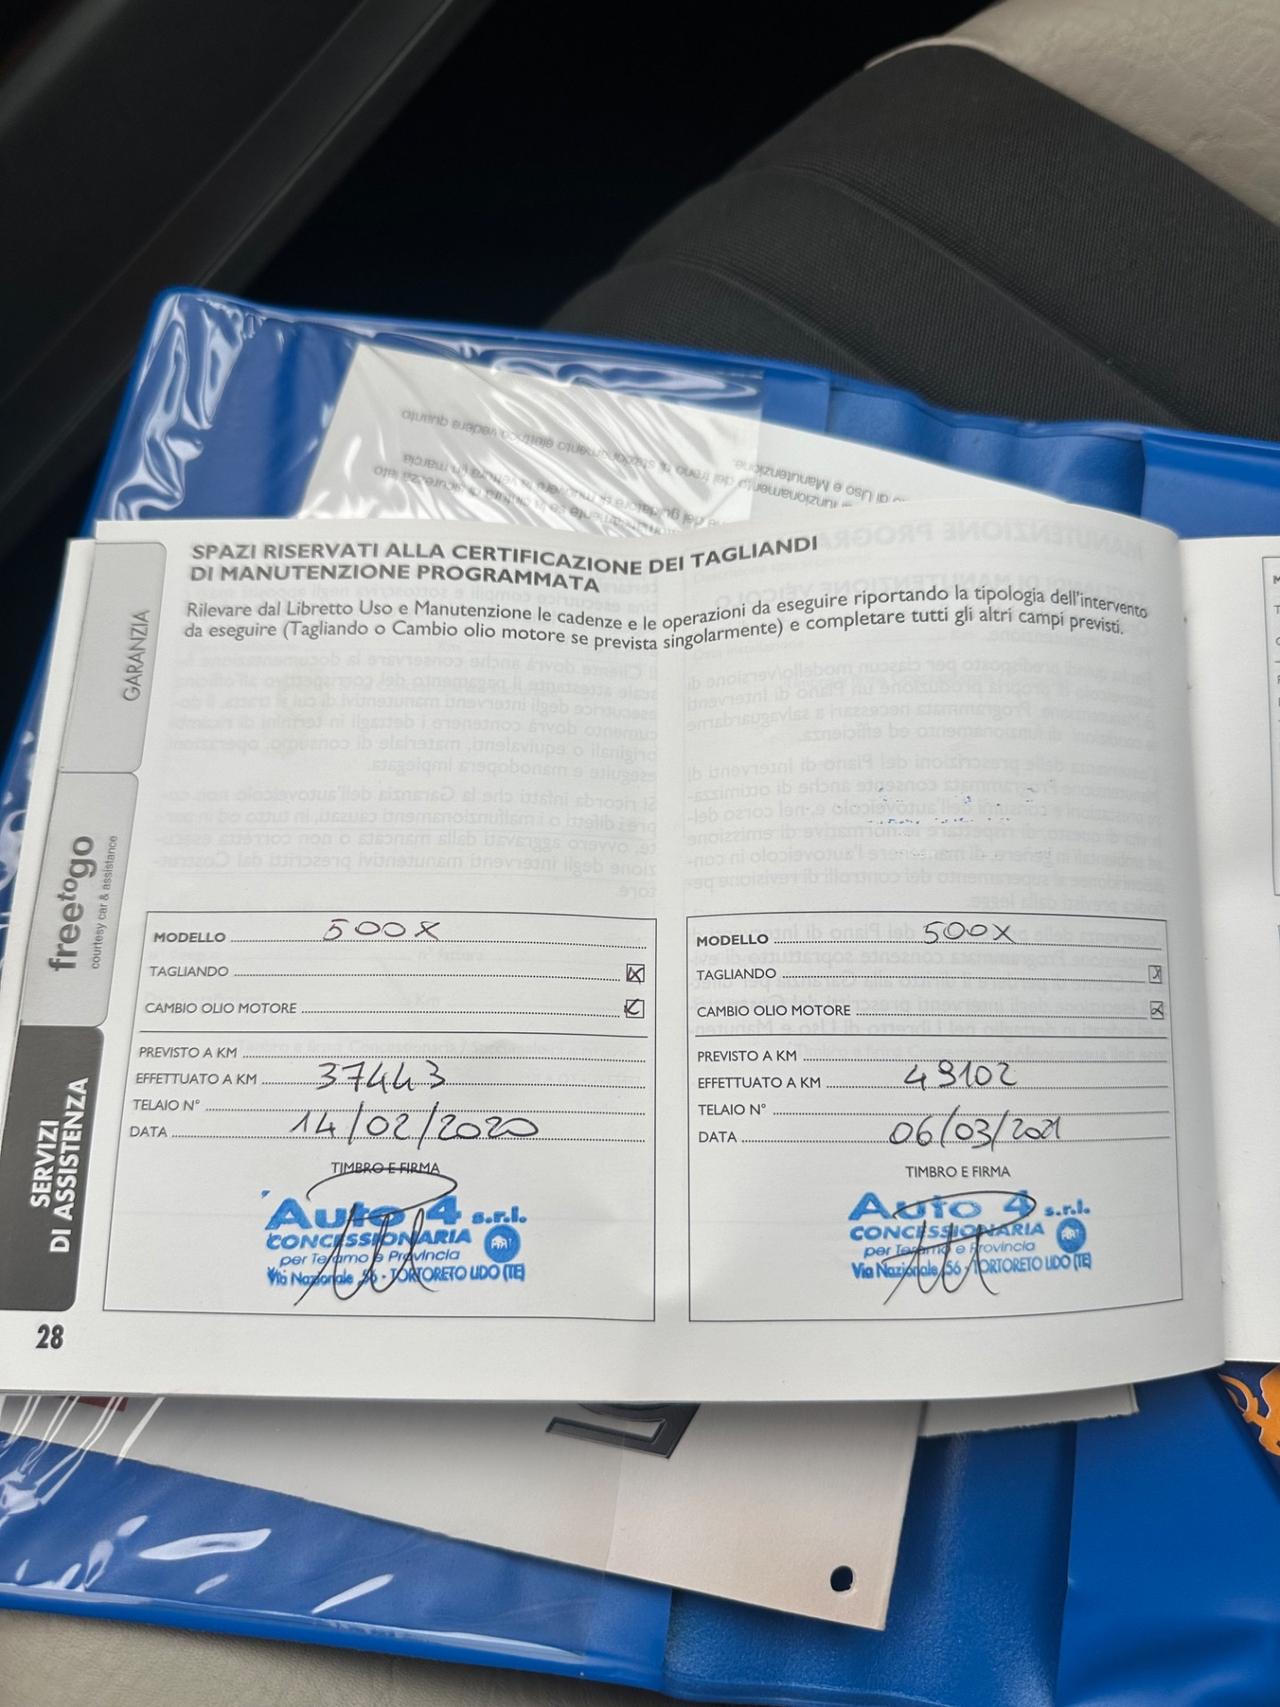 SPAZI RISERVATI ALLA CERTIFICAZIONE DEI TAGLIANDI
DI MANUTENZIONE PROGRAMMATA
Rilevare dal Libretto Uso e Manutenzione le cadenze e le operazioni da eseguire riportando la tipologia dell'intervento
da eseguire (Tagliando o Cambio olio motore se prevista singolarmente) e completare tutti gli altri campi previsti.
GARANZIA
freetogo
courtesy car & assistance
SERVIZI
DI ASSISTENZA
MODELLO 500X
TAGLIANDO
CAMBIO OLIO MOTORE
PREVISTO A KM
EFFETTUATO A KM 37443
TELAIO N°
DATA 14/02/2020
TIMBRO E FIRMA
Auto 4 s.r.l.
CONCESSIONARIA
per Teramo e Provincia
Via Nazionale, 56 - TORTORETO LIDO (TE)
MODELLO 500X
TAGLIANDO
CAMBIO OLIO MOTORE
PREVISTO A KM
EFFETTUATO A KM 49102
TELAIO N°
DATA 06/03/2021
TIMBRO E FIRMA
Auto 4 s.r.l.
CONCESSIONARIA FIAT
per Teramo e Provincia
Via Nazionale, 56 - TORTORETO LIDO (TE)
28